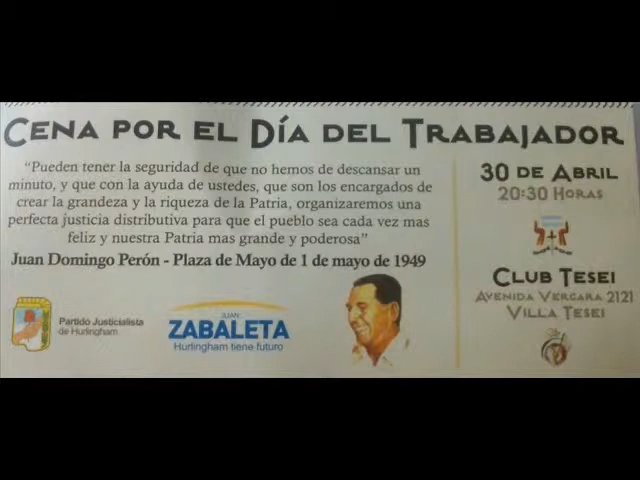 CENA POR EL DÍA DEL TRABAJADOR
"Pueden tener la seguridad de que no hemos de descansar un
minuto, y que con la ayuda de ustedes, que son los encargados de
crear la grandeza y la riqueza de la Patria, organizaremos una
perfecta justicia distributiva para que el pueblo sea cada vez mas
feliz y nuestra Patria mas grande y poderosa"
Juan Domingo Perón - Plaza de Mayo de 1 de mayo de 1949
Partido Justicialista
de Hurlingham
JUAN
ZABALETA
Hurlingham tiene futuro
30 DE ABRIL
20:30 HORAS
CLUB TESEI
AVENIDA VERGARA 2121
VILLA TESEI